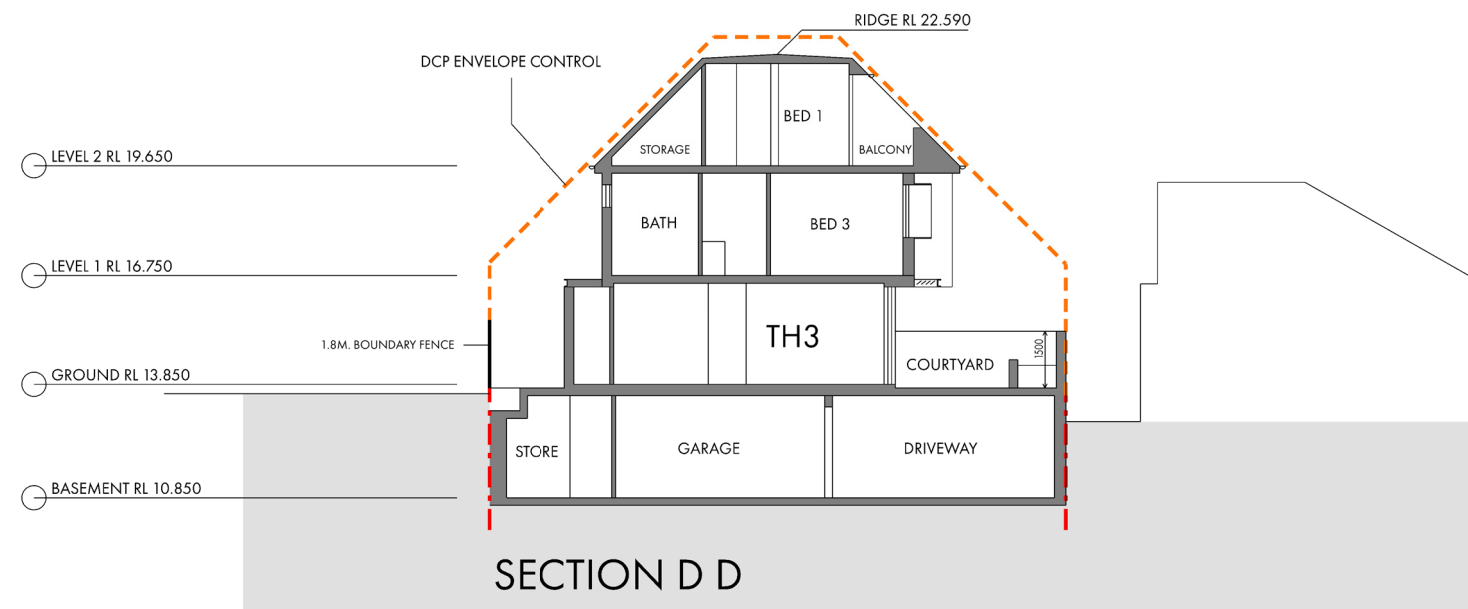 RIDGE RL 22.590
DCP ENVELOPE CONTROL
BED 1
STORAGE
BALCONY
LEVEL 2 RL 19.650
BATH
BED 3
LEVEL 1 RL 16.750
TH3
1.8M. BOUNDARY FENCE
1500
COURTYARD
GROUND RL 13.850
STORE
GARAGE
DRIVEWAY
BASEMENT RL 10.850
SECTION D D